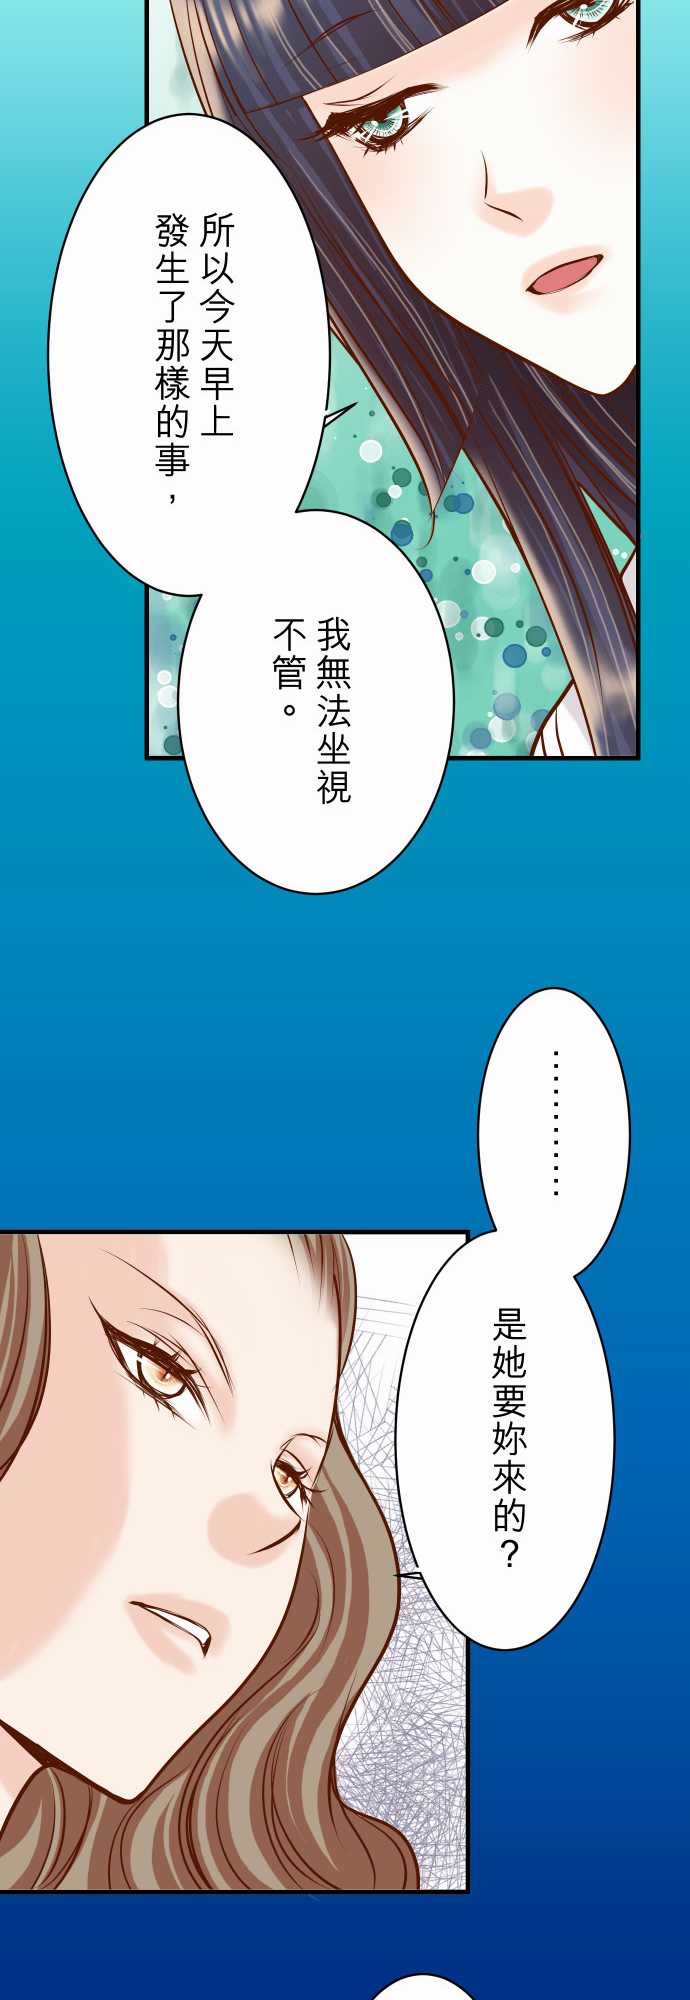 所以今天早上
發生了那樣的事，
我無法坐視
不管。
…………
是她要妳來的？